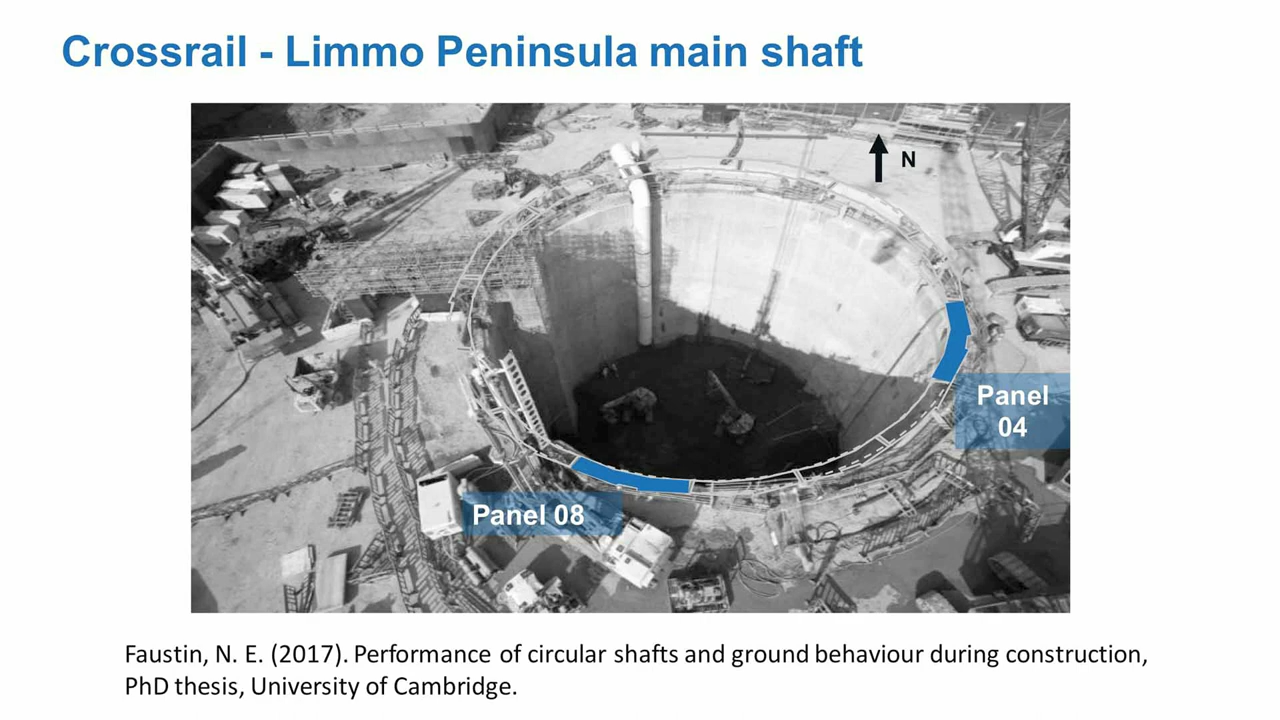 Crossrail - Limmo Peninsula main shaft
N
Panel
04
Panel 08
Faustin, N. E. (2017). Performance of circular shafts and ground behaviour during construction,
PhD thesis, University of Cambridge.